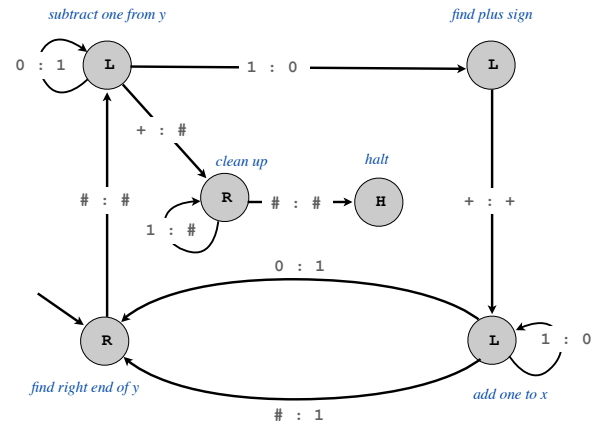 subtract one from y
find plus sign
0 : 1
L
1 : 0
L
+ : #
clean up
halt
# : #
R
# : #
H
+ : +
1 : #
0 : 1
R
L
1 : 0
find right end of y
add one to x
# : 1